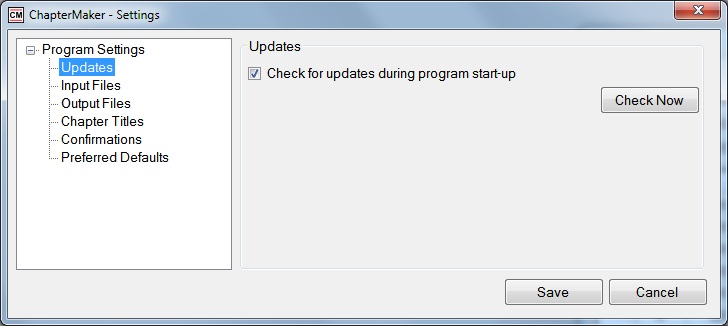 CM ChapterMaker - Settings
Program Settings
Updates
Input Files
Output Files
Chapter Titles
Confirmations
Preferred Defaults
Updates
Check for updates during program start-up
Check Now
Save
Cancel